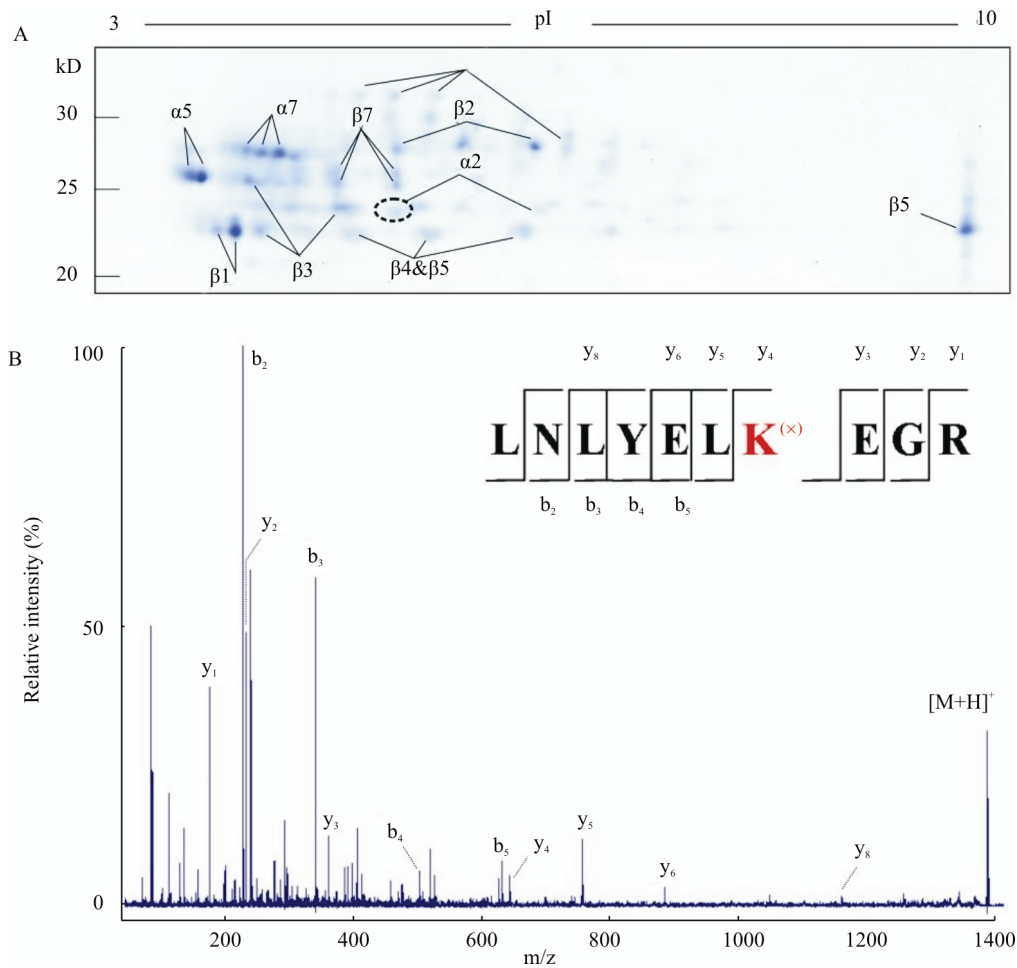 A
3 pI 10
kD
30
25
20
α5
α7
β7
β2
α2
β5
β1
β3
β4&β5
B
y₈ y₆ y₅ y₄ y₃ y₂ y₁
L N L Y E L K(×) E G R
b₂ b₃ b₄ b₅
Relative intensity (%)
100
50
0
b₂
y₂
b₃
y₁
y₃
b₄
b₅
y₄
y₅
y₆
y₈
[M+H]⁺
200 400 600 800 1000 1200 1400
m/z